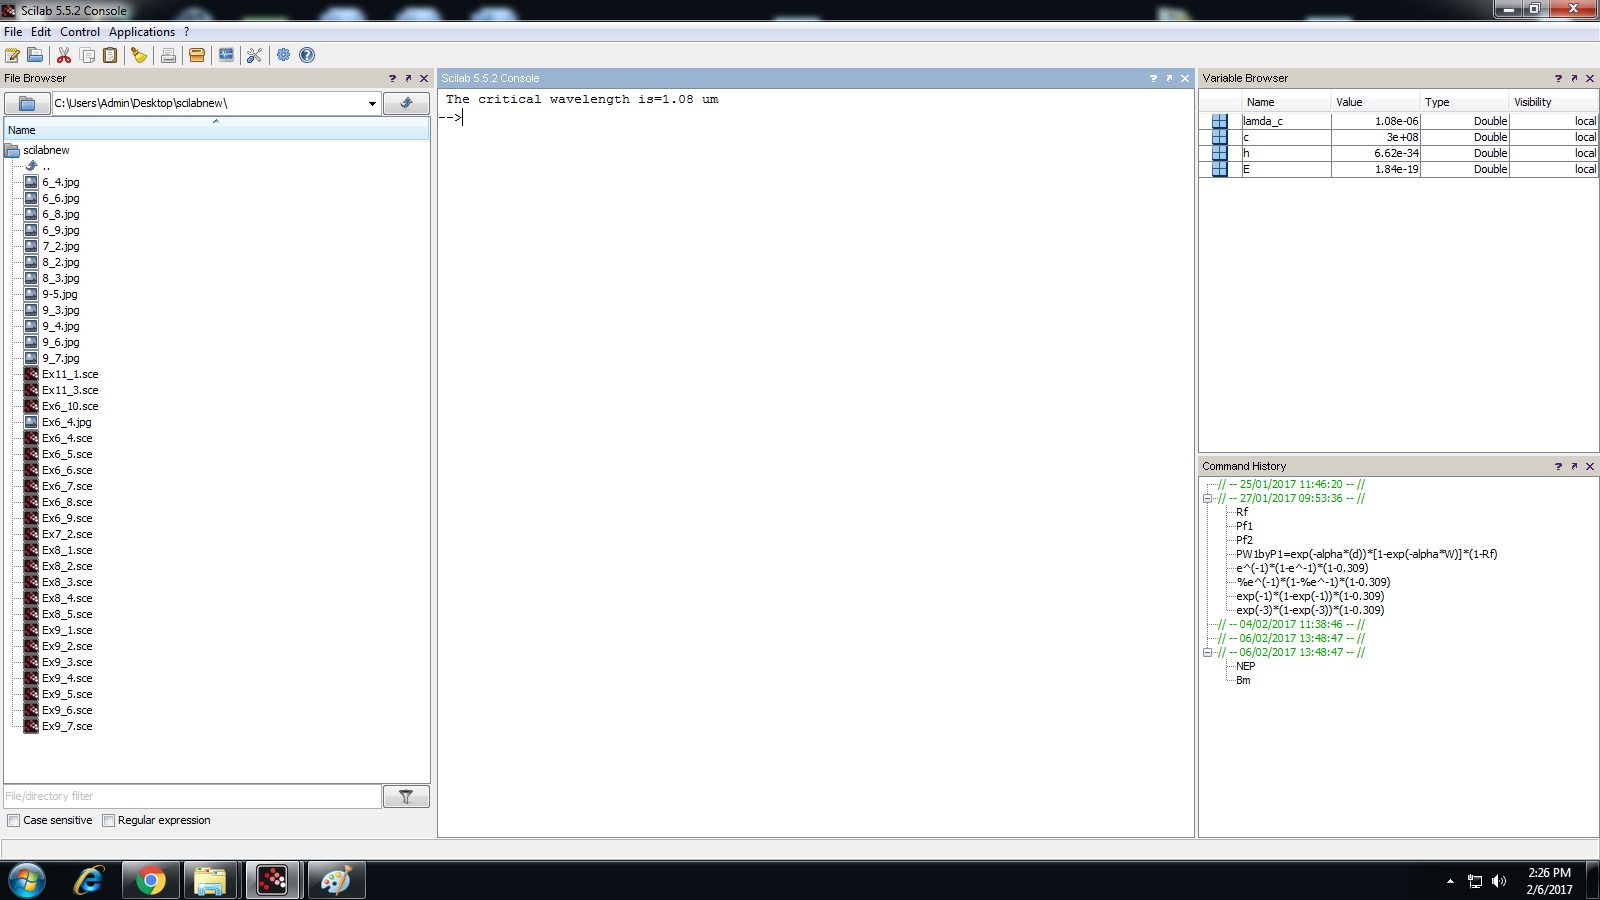 Scilab 5.5.2 Console
File Edit Control Applications ?
File Browser
C:\Users\Admin\Desktop\scilabnew\
Name
scilabnew
..
6_4.jpg
6_6.jpg
6_8.jpg
6_9.jpg
7_2.jpg
8_2.jpg
8_3.jpg
9-5.jpg
9_3.jpg
9_4.jpg
9_6.jpg
9_7.jpg
Ex11_1.sce
Ex11_3.sce
Ex6_10.sce
Ex6_4.jpg
Ex6_4.sce
Ex6_5.sce
Ex6_6.sce
Ex6_7.sce
Ex6_8.sce
Ex6_9.sce
Ex7_2.sce
Ex8_1.sce
Ex8_2.sce
Ex8_3.sce
Ex8_4.sce
Ex8_5.sce
Ex9_1.sce
Ex9_2.sce
Ex9_3.sce
Ex9_4.sce
Ex9_5.sce
Ex9_6.sce
Ex9_7.sce
File/directory filter
Case sensitive Regular expression
Scilab 5.5.2 Console
The critical wavelength is=1.08 um
-->
Variable Browser
Name Value Type Visibility
lamda_c 1.08e-06 Double local
c 3e+08 Double local
h 6.62e-34 Double local
E 1.84e-19 Double local
Command History
// -- 25/01/2017 11:46:20 -- //
// -- 27/01/2017 09:53:36 -- //
Rf
Pf1
Pf2
PW1byP1=exp(-alpha*(d))*[1-exp(-alpha*W)]*(1-Rf)
e^(-1)*(1-e^-1)*(1-0.309)
%e^(-1)*(1-%e^-1)*(1-0.309)
exp(-1)*(1-exp(-1))*(1-0.309)
exp(-3)*(1-exp(-3))*(1-0.309)
// -- 04/02/2017 11:38:46 -- //
// -- 06/02/2017 13:48:47 -- //
// -- 06/02/2017 13:48:47 -- //
NEP
Bm
2:26 PM
2/6/2017